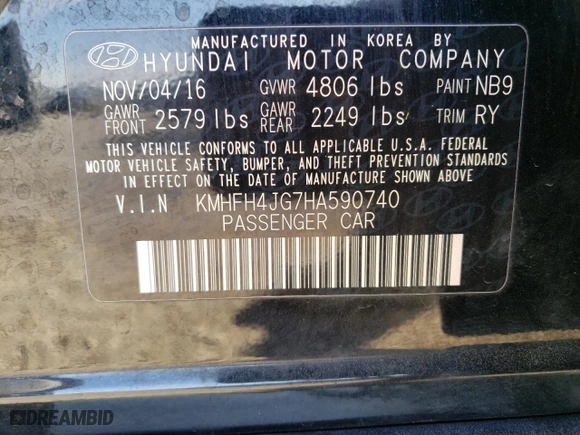 MANUFACTURED IN KOREA BY
HYUNDAI MOTOR COMPANY
NOV/04/16 GVWR 4806 lbs PAINT NB9
GAWR FRONT 2579 lbs GAWR REAR 2249 lbs TRIM RY
THIS VEHICLE CONFORMS TO ALL APPLICABLE U.S.A. FEDERAL
MOTOR VEHICLE SAFETY, BUMPER, AND THEFT PREVENTION STANDARDS
IN EFFECT ON THE DATE OF MANUFACTURE SHOWN ABOVE
V.I.N KMHFH4JG7HA590740
PASSENGER CAR
DREAMBID